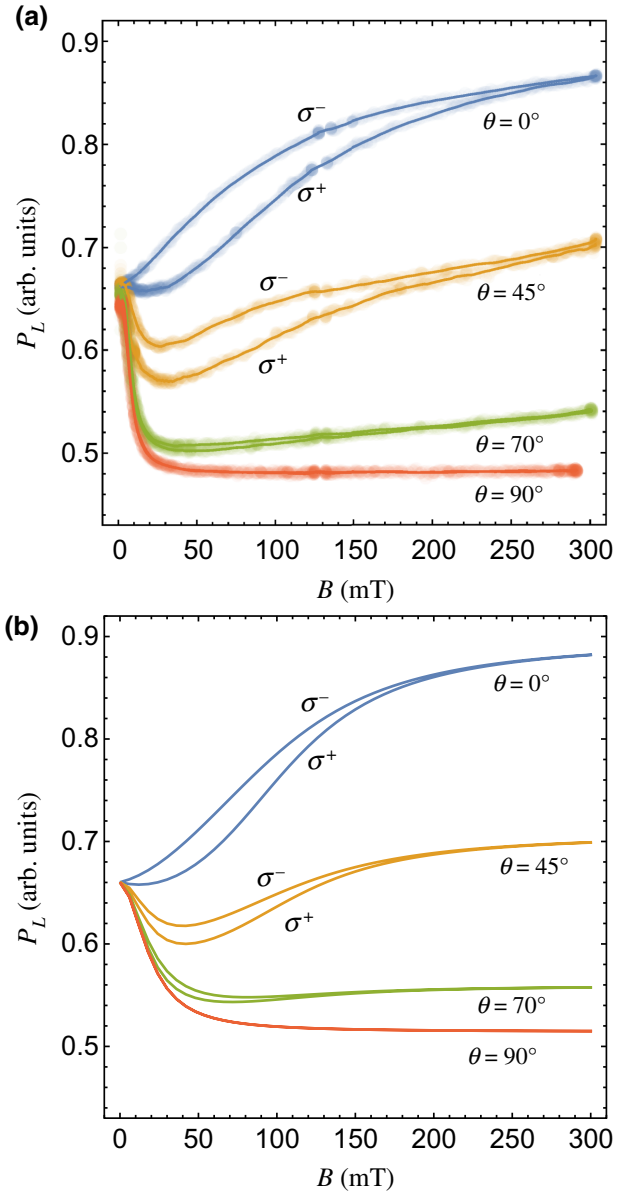 (a)
0.9
0.8
0.7
0.6
0.5
P_L (arb. units)
σ⁻
σ⁺
θ = 0°
σ⁻
σ⁺
θ = 45°
θ = 70°
θ = 90°
0 50 100 150 200 250 300
B (mT)
(b)
0.9
0.8
0.7
0.6
0.5
P_L (arb. units)
σ⁻
σ⁺
θ = 0°
σ⁻
σ⁺
θ = 45°
θ = 70°
θ = 90°
0 50 100 150 200 250 300
B (mT)